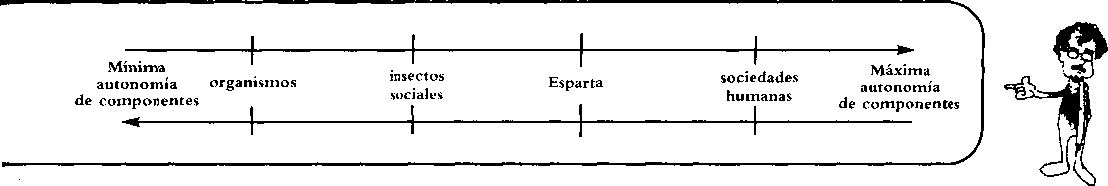 Mínima
autonomía
de componentes
organismos
insectos
sociales
Esparta
sociedades
humanas
Máxima
autonomía
de componentes